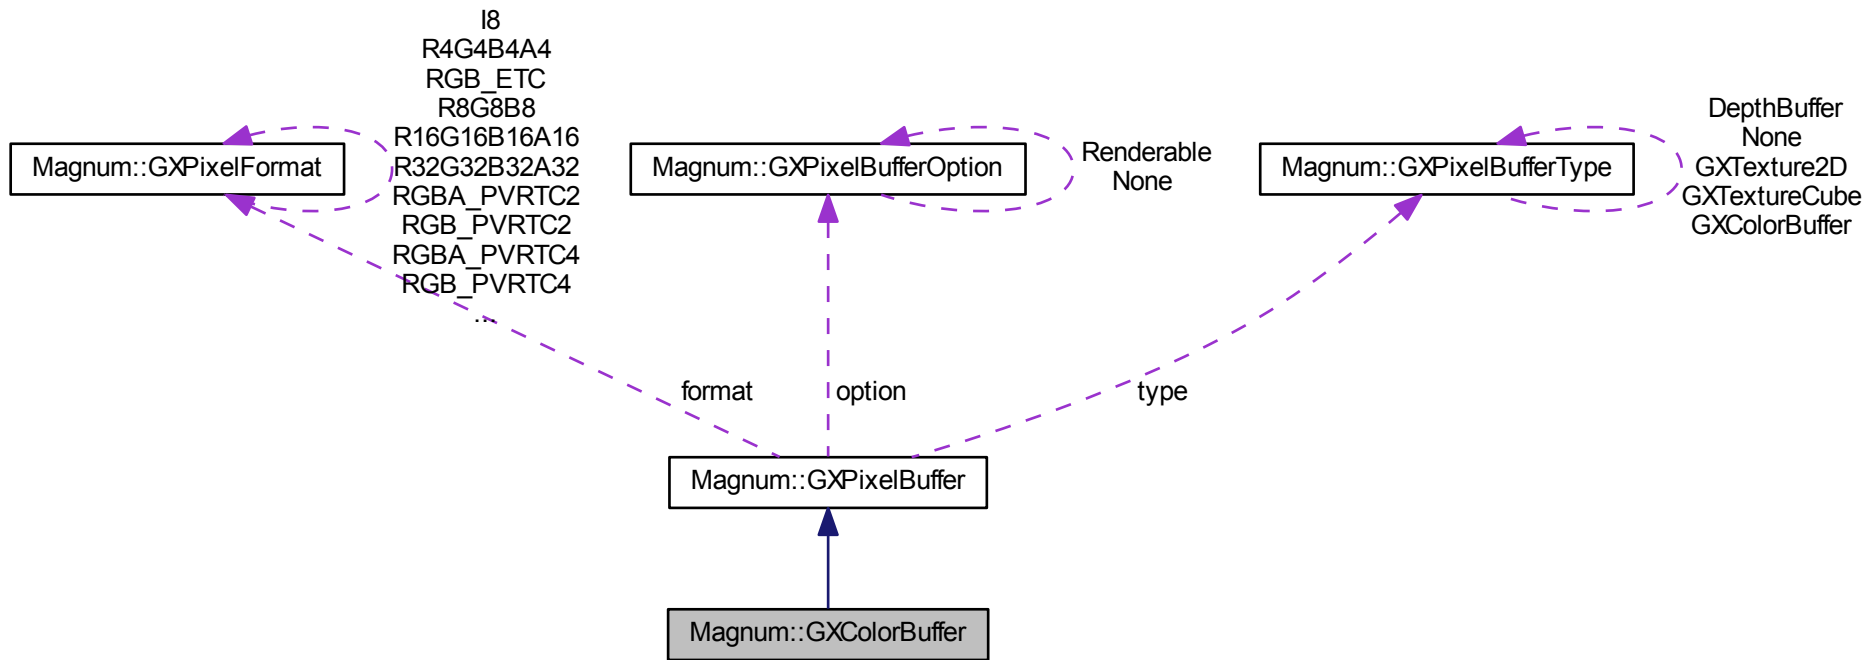 I8
R4G4B4A4
RGB_ETC
R8G8B8
R16G16B16A16
R32G32B32A32
RGBA_PVRTC2
RGB_PVRTC2
RGBA_PVRTC4
RGB_PVRTC4
...
Magnum::GXPixelFormat
Magnum::GXPixelBufferOption
Renderable
None
Magnum::GXPixelBufferType
DepthBuffer
None
GXTexture2D
GXTextureCube
GXColorBuffer
format
option
type
Magnum::GXPixelBuffer
Magnum::GXColorBuffer